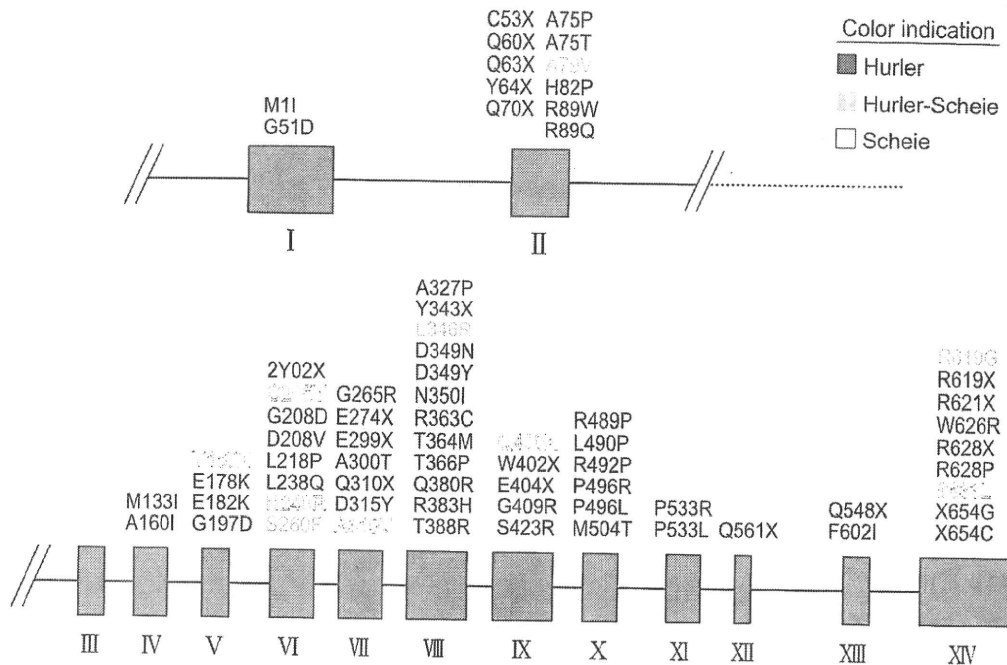 Color indication
Hurler
Hurler-Scheie
Scheie
C53X A75P
Q60X A75T
Q63X A79V
Y64X H82P
Q70X R89W
R89Q
M1I
G51D
I
II
M133I
A160I
E178K
E182K
G197D
2Y02X
G208D
D208V
L218P
L238Q
S260F
G265R
E274X
E299X
A300T
Q310X
D315Y
A327P
Y343X
L346R
D349N
D349Y
N350I
R363C
T364M
T366P
Q380R
R383H
T388R
W402X
E404X
G409R
S423R
R489P
L490P
R492P
P496R
P496L
M504T
P533R
P533L
Q561X
Q548X
F602I
R619G
R619X
R621X
W626R
R628X
R628P
X654G
X654C
III
IV
V
VI
VII
VIII
IX
X
XI
XII
XIII
XIV